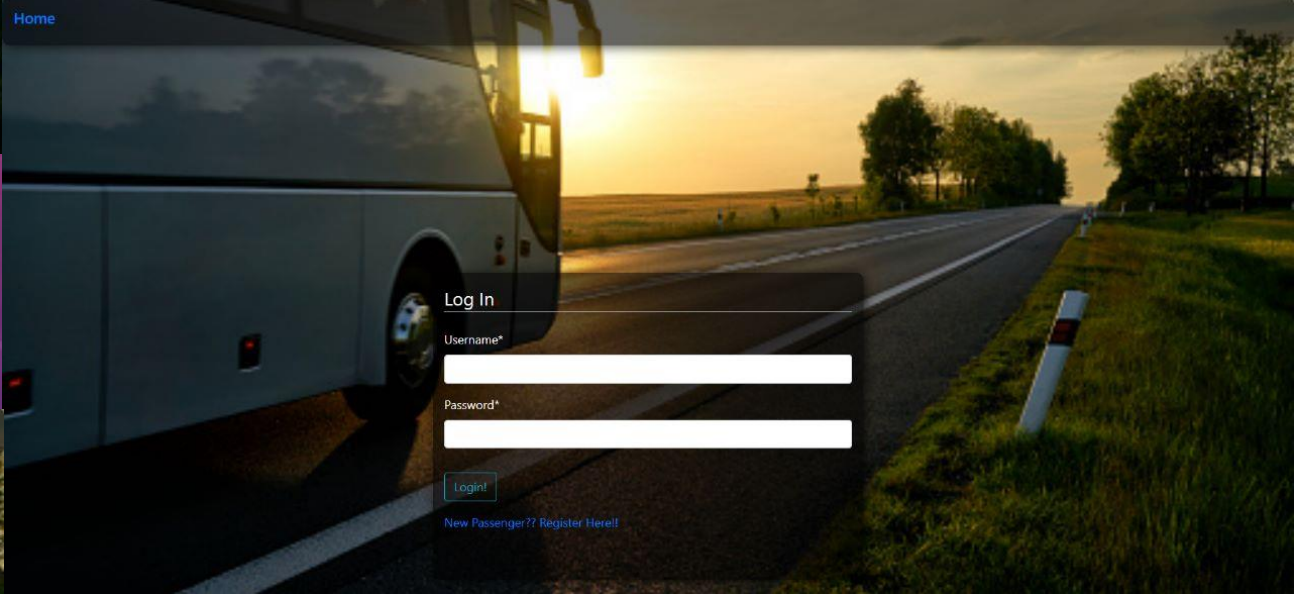 Home
Log In
Username*
Password*
Login!
New Passenger?? Register Here!!